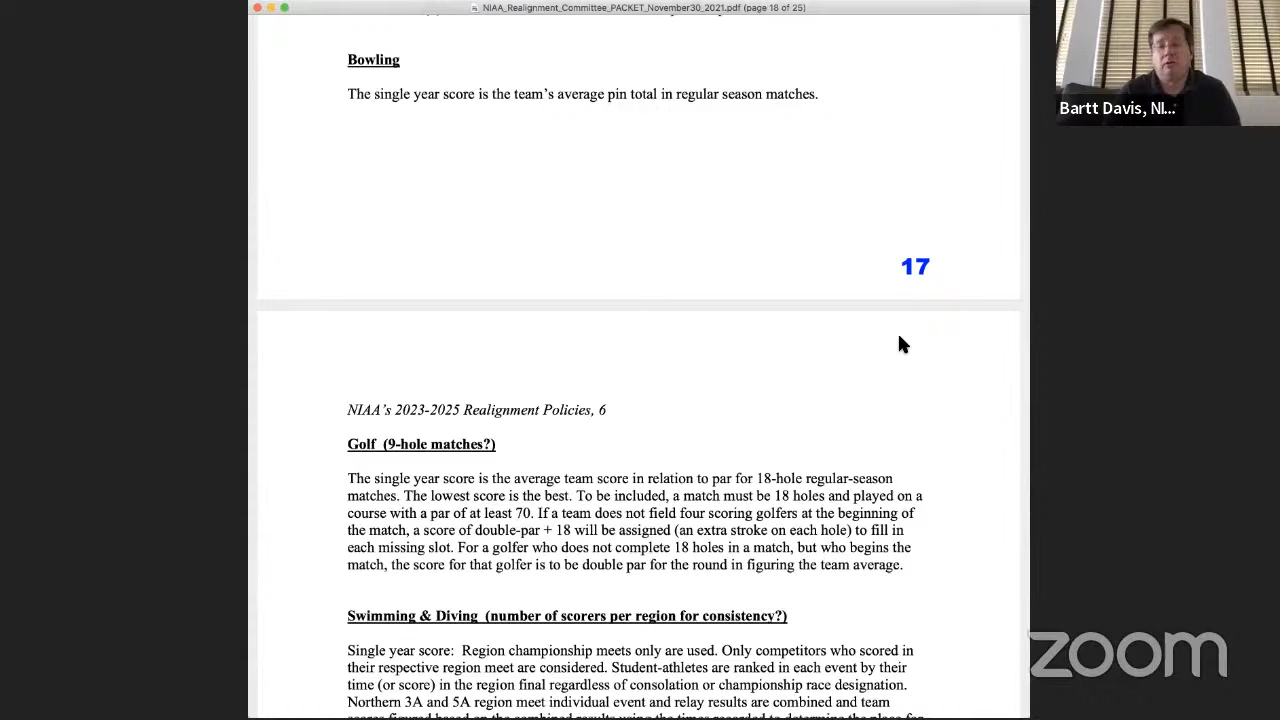 NIAA_Realignment_Committee_PACKET_November30_2021.pdf (page 18 of 25)
Bowling
The single year score is the team's average pin total in regular season matches.
17
NIAA's 2023-2025 Realignment Policies, 6
Golf (9-hole matches?)
The single year score is the average team score in relation to par for 18-hole regular-season
matches. The lowest score is the best. To be included, a match must be 18 holes and played on a
course with a par of at least 70. If a team does not field four scoring golfers at the beginning of
the match, a score of double-par + 18 will be assigned (an extra stroke on each hole) to fill in
each missing slot. For a golfer who does not complete 18 holes in a match, but who begins the
match, the score for that golfer is to be double par for the round in figuring the team average.
Swimming & Diving (number of scorers per region for consistency?)
Single year score: Region championship meets only are used. Only competitors who scored in
their respective region meet are considered. Student-athletes are ranked in each event by their
time (or score) in the region final regardless of consolation or championship race designation.
Northern 3A and 5A region meet individual event and relay results are combined and team
Bartt Davis, NI...
zoom